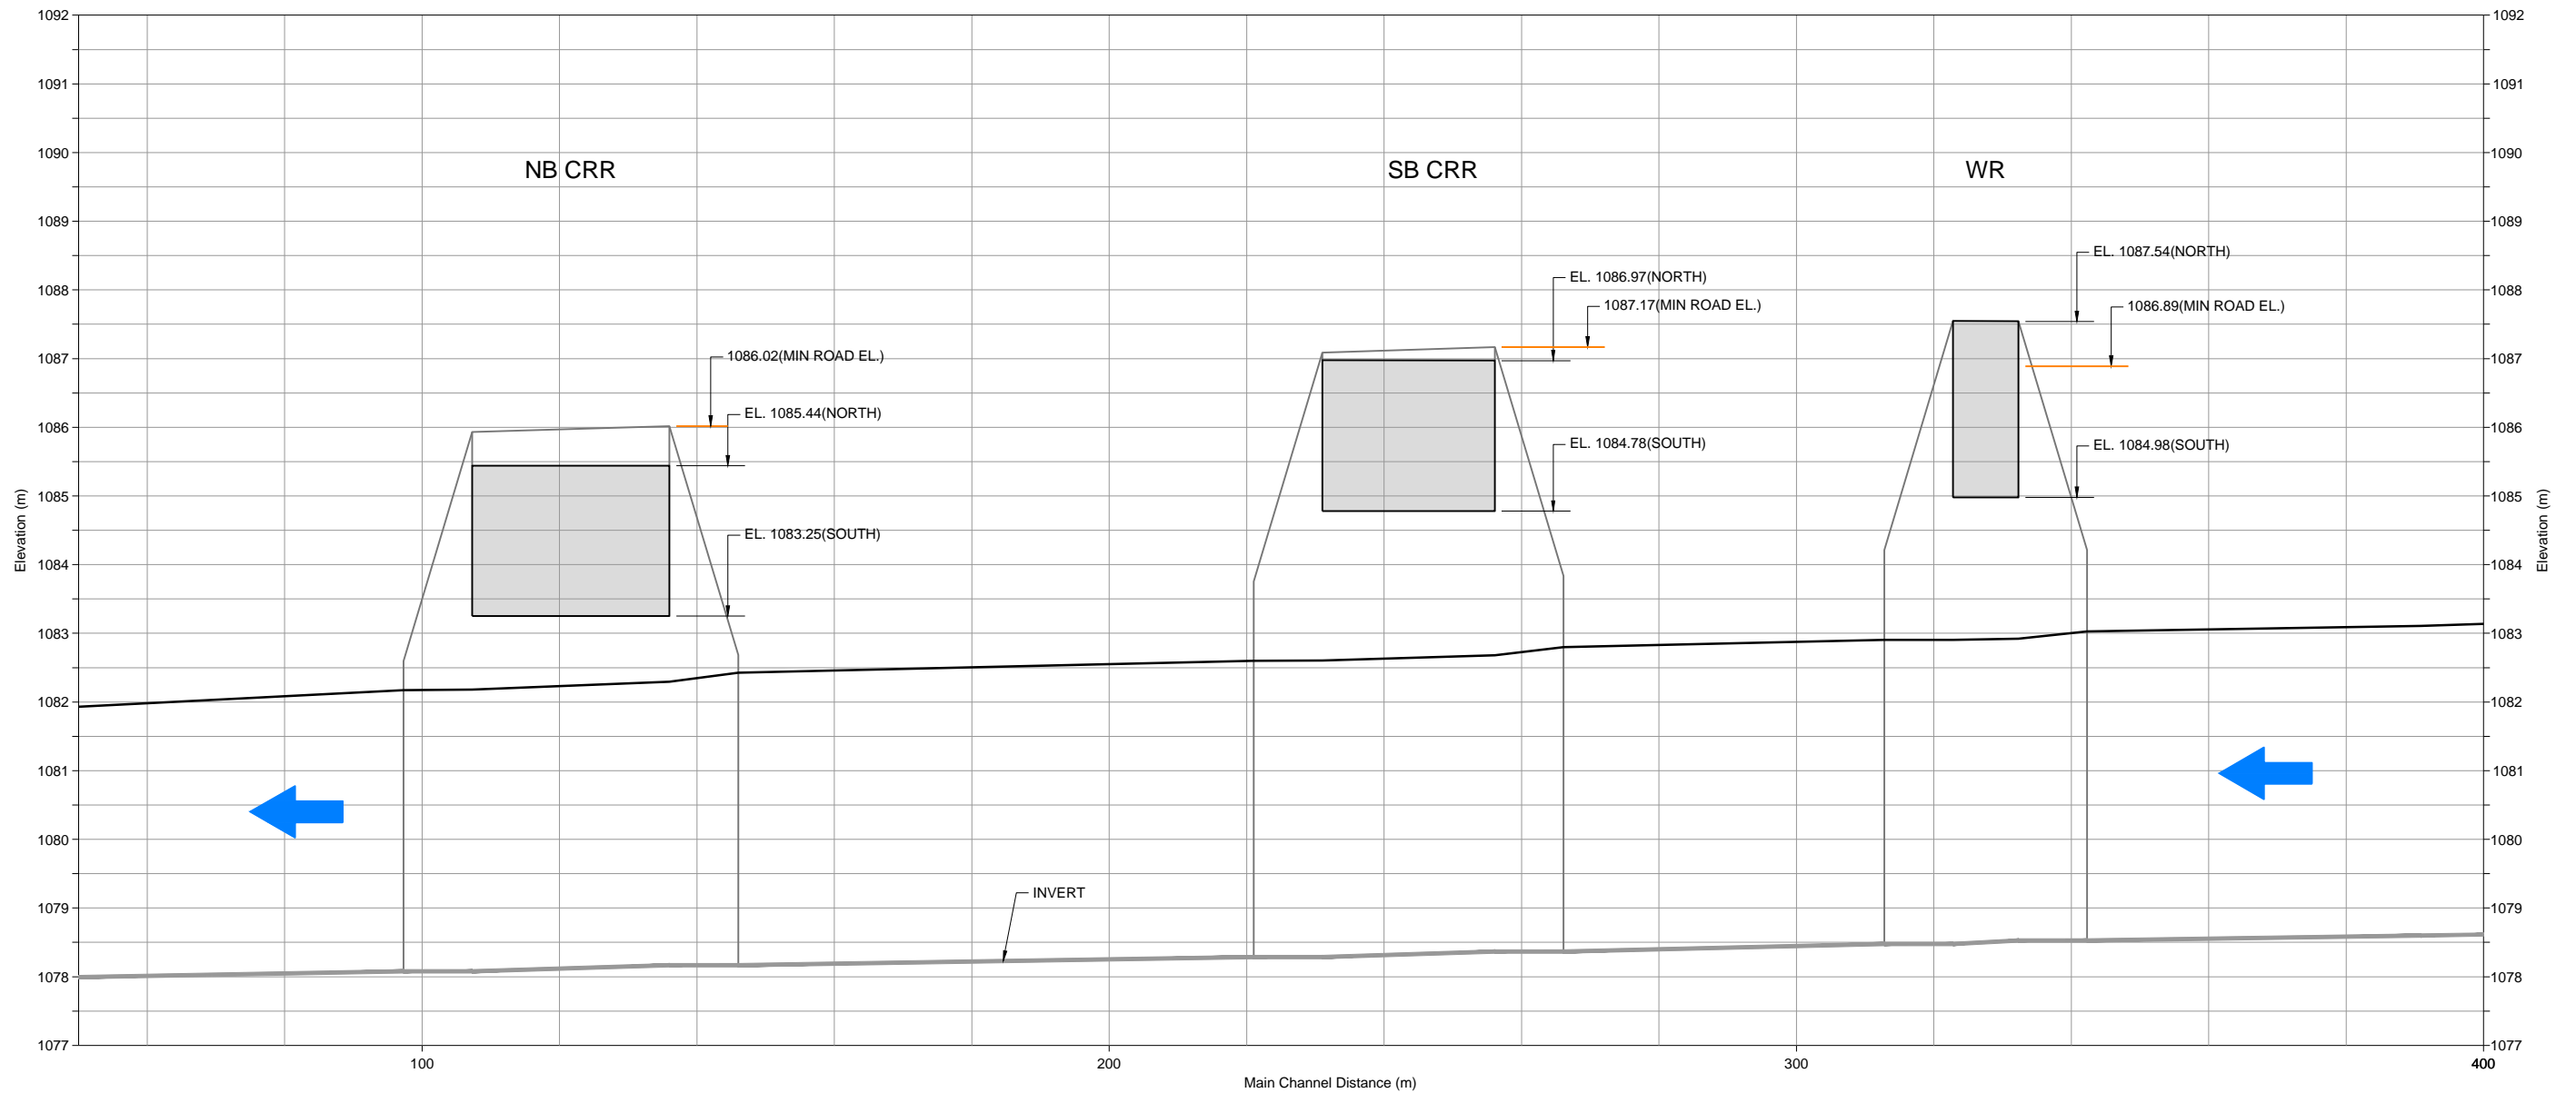 NB CRR
SB CRR
WR
EL. 1087.54(NORTH)
EL. 1086.97(NORTH)
1087.17(MIN ROAD EL.)
1086.89(MIN ROAD EL.)
1086.02(MIN ROAD EL.)
EL. 1085.44(NORTH)
EL. 1084.78(SOUTH)
EL. 1084.98(SOUTH)
EL. 1083.25(SOUTH)
INVERT
1092
1091
1090
1089
1088
1087
1086
1085
1084
1083
1082
1081
1080
1079
1078
1077
Elevation (m)
1092
1091
1090
1089
1088
1087
1086
1085
1084
1083
1082
1081
1080
1079
1078
1077
Elevation (m)
100
200
300
400
Main Channel Distance (m)